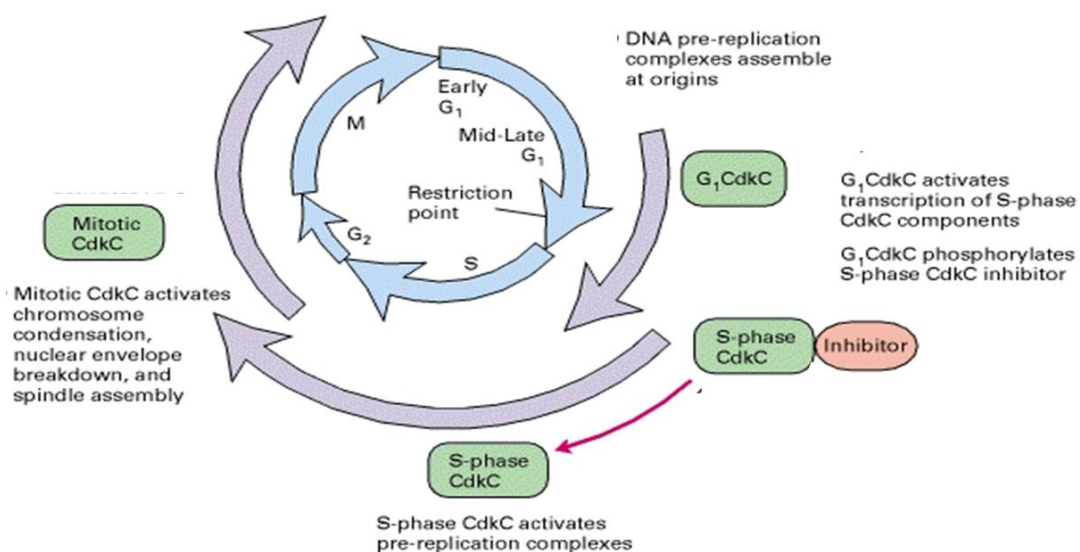 DNA pre-replication
complexes assemble
at origins
Early
G₁
M
Mid-Late
G₁
G₁CdkC
G₁CdkC activates
transcription of S-phase
CdkC components
G₁CdkC phosphorylates
S-phase CdkC inhibitor
Restriction
point
Mitotic
CdkC
G₂
S
Mitotic CdkC activates
chromosome
condensation,
nuclear envelope
breakdown, and
spindle assembly
S-phase
CdkC
Inhibitor
S-phase
CdkC
S-phase CdkC activates
pre-replication complexes